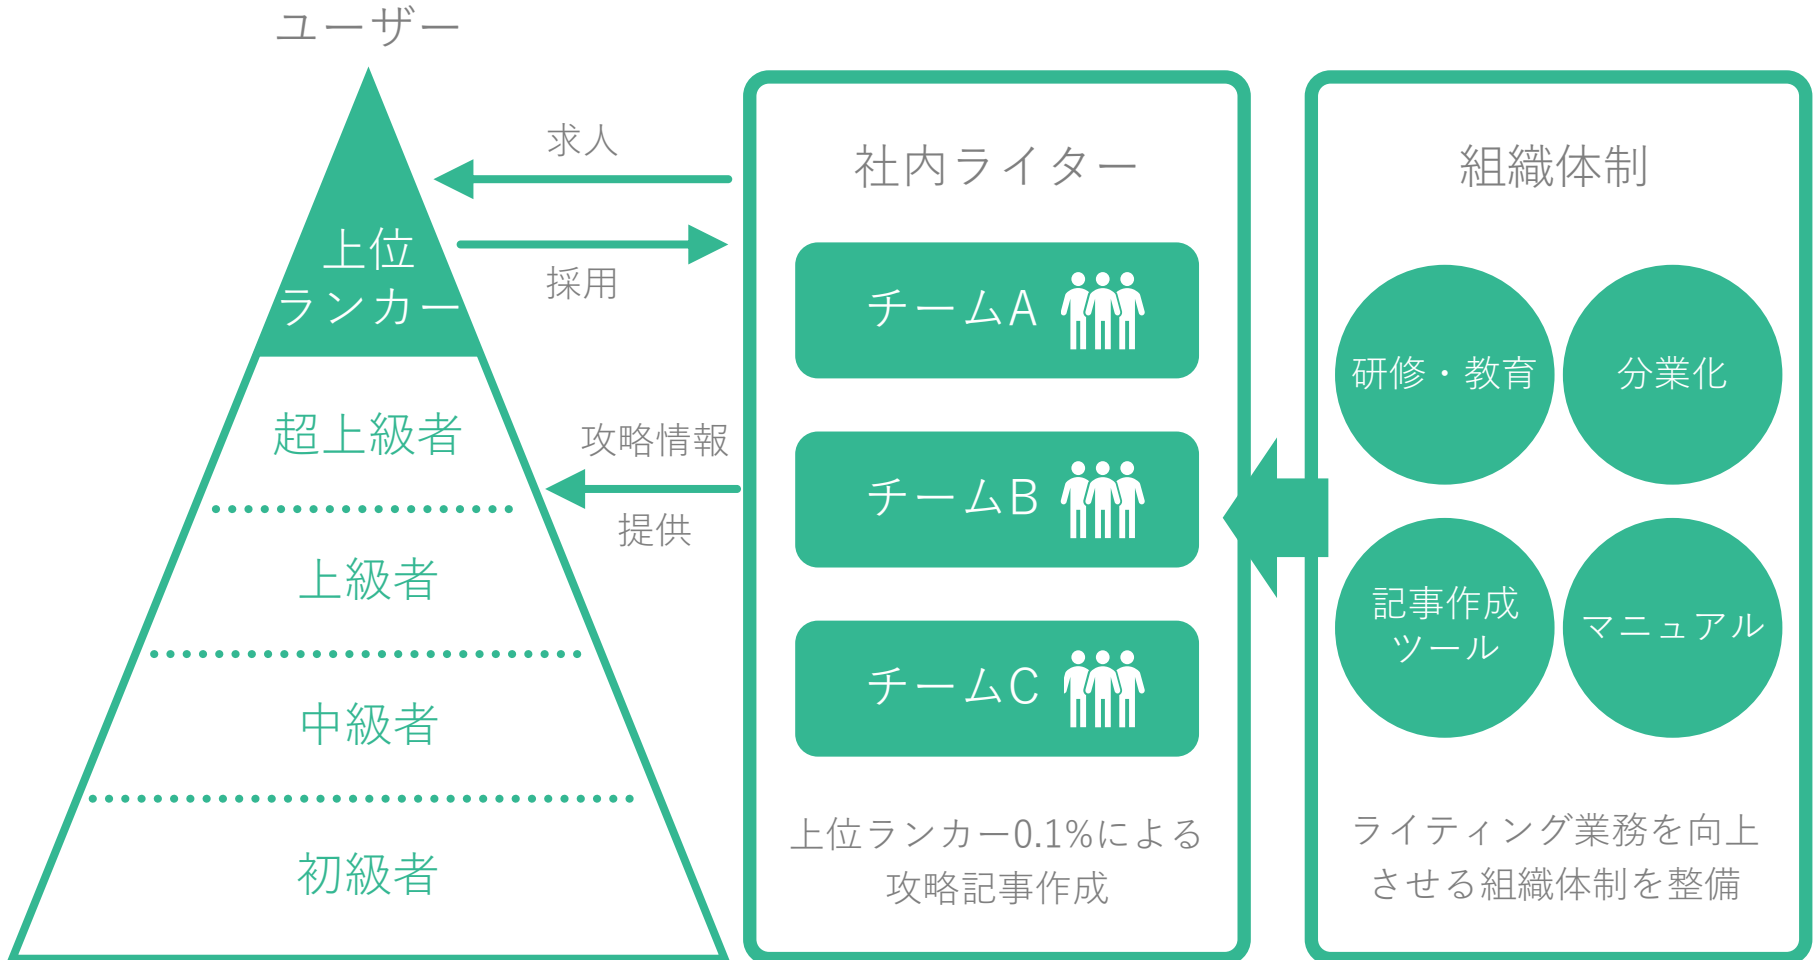 ユーザー
上位
ランカー
超上級者
上級者
中級者
初級者
求人
採用
攻略情報
提供
社内ライター
チームA
チームB
チームC
上位ランカー0.1%による
攻略記事作成
組織体制
研修・教育
分業化
記事作成
ツール
マニュアル
ライティング業務を向上
させる組織体制を整備